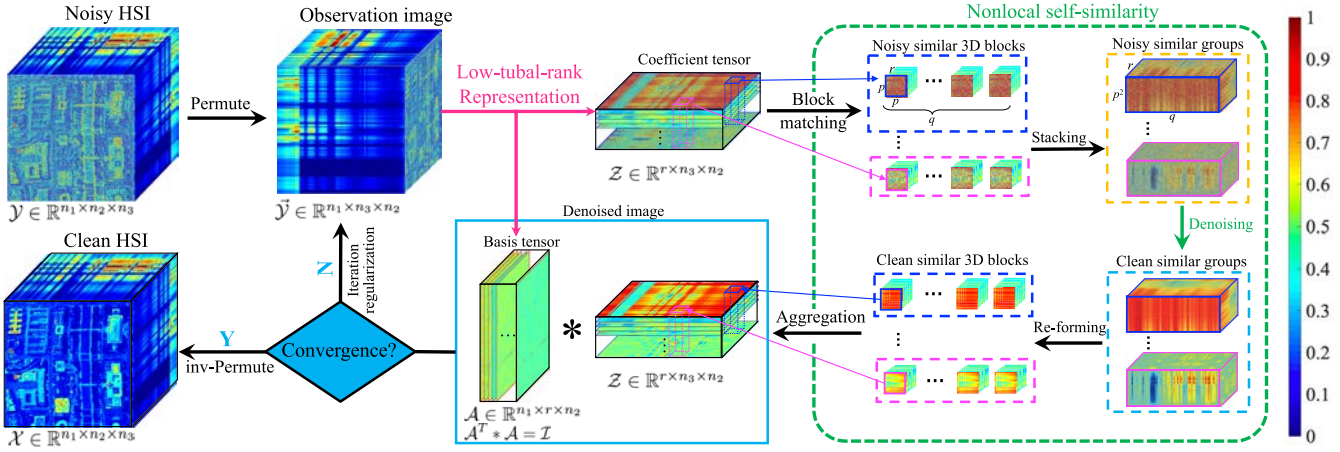 Noisy HSI
Observation image
Nonlocal self-similarity
Permute
Low-tubal-rank
Representation
Coefficient tensor
Block
matching
Noisy similar 3D blocks
r
p
p
...
q
⋮
...
Stacking
Noisy similar groups
r
p²
q
⋮
𝒴 ∈ ℝ^{n₁×n₂×n₃}
𝒴⃗ ∈ ℝ^{n₁×n₃×n₂}
⋮
𝒵 ∈ ℝ^{r×n₃×n₂}
Denoising
Clean HSI
N
Iteration
regularization
Denoised image
Basis tensor
...
*
⋮
Aggregation
Clean similar 3D blocks
...
⋮
...
Re-forming
Clean similar groups
⋮
Y
inv-Permute
Convergence?
𝒵 ∈ ℝ^{r×n₃×n₂}
𝒜 ∈ ℝ^{n₁×r×n₂}
𝒜ᵀ * 𝒜 = ℐ
𝒳 ∈ ℝ^{n₁×n₂×n₃}
1
0.9
0.8
0.7
0.6
0.5
0.4
0.3
0.2
0.1
0